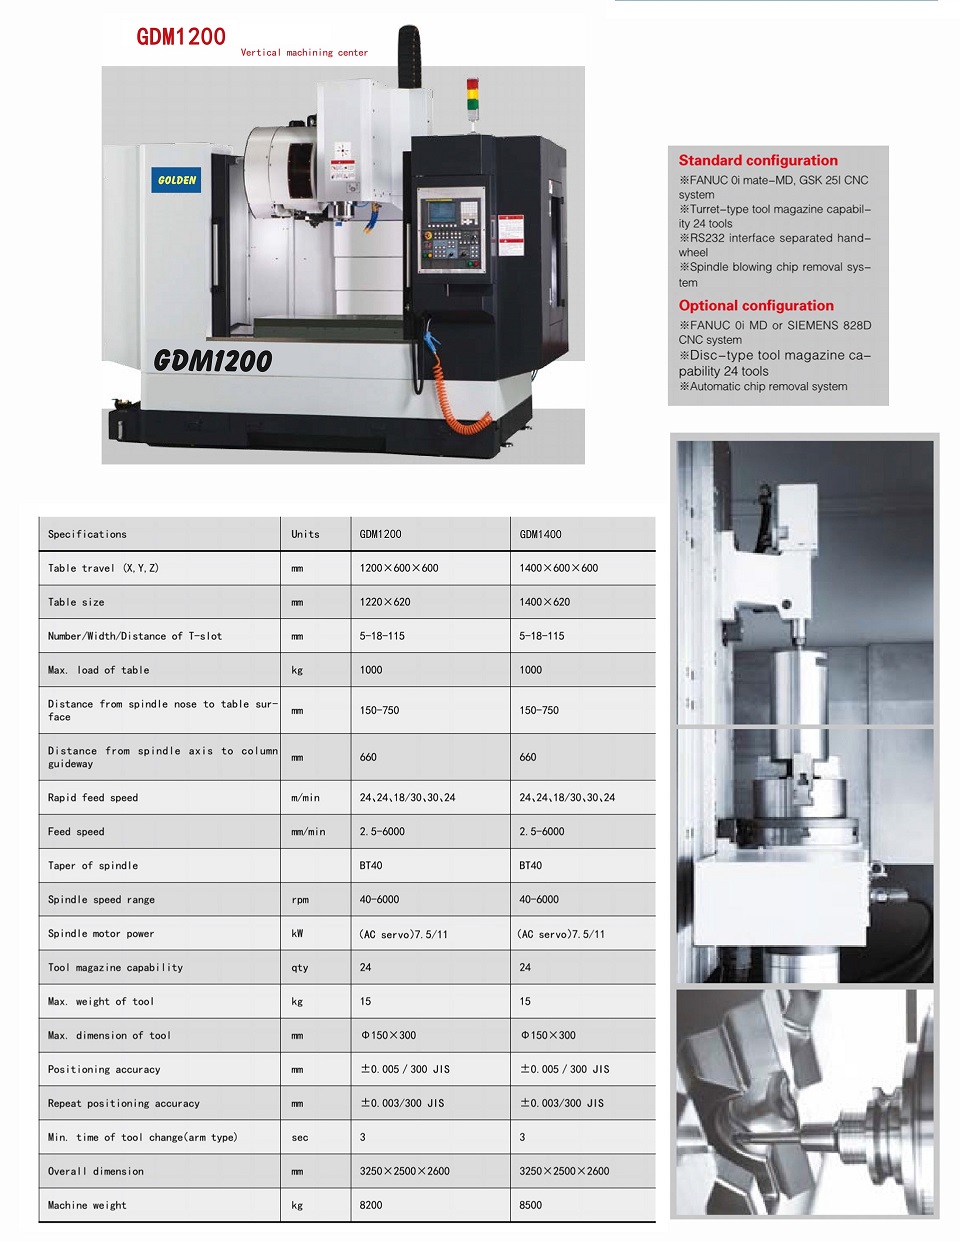 GDM1200
Vertical machining center
GOLDEN
GDM1200
Standard configuration
※FANUC 0i mate-MD, GSK 25I CNC
system
※Turret-type tool magazine capabil-
ity 24 tools
※RS232 interface separated hand-
wheel
※Spindle blowing chip removal sys-
tem
Optional configuration
※FANUC 0i MD or SIEMENS 828D
CNC system
※Disc-type tool magazine ca-
pability 24 tools
※Automatic chip removal system
Specifications Units GDM1200 GDM1400
Table travel (X,Y,Z) mm 1200×600×600 1400×600×600
Table size mm 1220×620 1400×620
Number/Width/Distance of T-slot mm 5-18-115 5-18-115
Max. load of table kg 1000 1000
Distance from spindle nose to table sur-
face mm 150-750 150-750
Distance from spindle axis to column
guideway mm 660 660
Rapid feed speed m/min 24、24、18/30、30、24 24、24、18/30、30、24
Feed speed mm/min 2.5-6000 2.5-6000
Taper of spindle BT40 BT40
Spindle speed range rpm 40-6000 40-6000
Spindle motor power kW (AC servo)7.5/11 (AC servo)7.5/11
Tool magazine capability qty 24 24
Max. weight of tool kg 15 15
Max. dimension of tool mm Φ150×300 Φ150×300
Positioning accuracy mm ±0.005/300 JIS ±0.005/300 JIS
Repeat positioning accuracy mm ±0.003/300 JIS ±0.003/300 JIS
Min. time of tool change(arm type) sec 3 3
Overall dimension mm 3250×2500×2600 3250×2500×2600
Machine weight kg 8200 8500